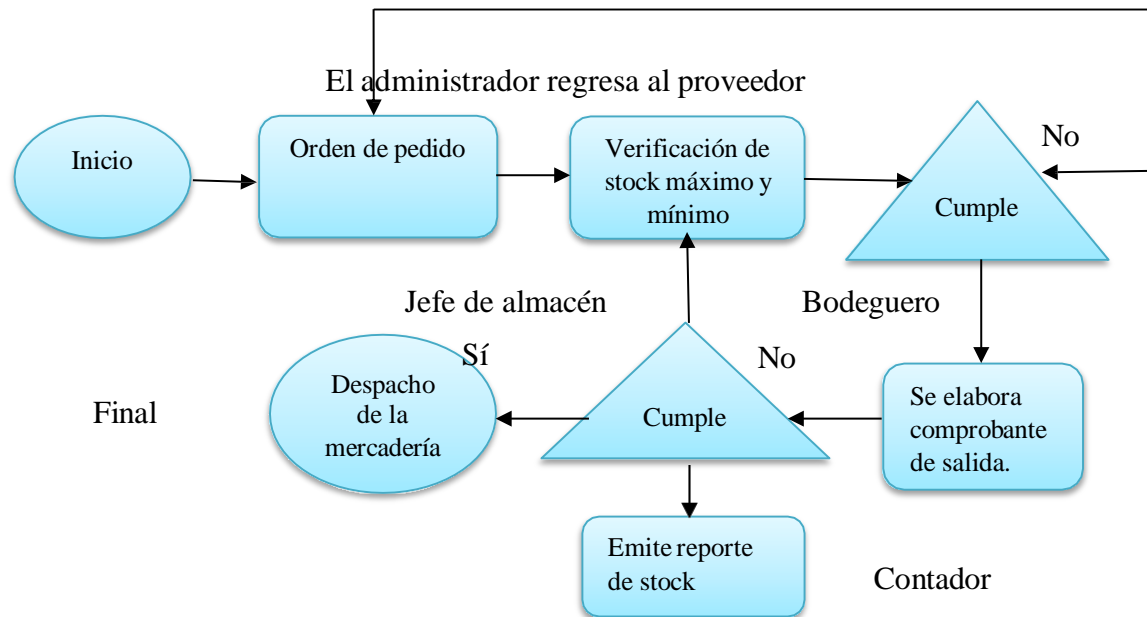 El administrador regresa al proveedor
Inicio
Orden de pedido
Verificación de
stock máximo y
mínimo
No
Cumple
Jefe de almacén
Bodeguero
Sí
No
Final
Despacho
de la
mercadería
Cumple
Se elabora
comprobante
de salida.
Emite reporte
de stock
Contador